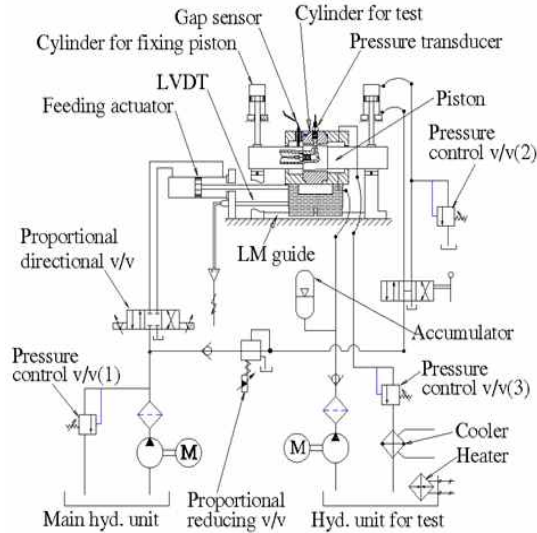 Gap sensor
Cylinder for test
Cylinder for fixing piston
Pressure transducer
LVDT
Feeding actuator
Piston
Pressure
control v/v(2)
Proportional
directional v/v
LM guide
Accumulator
Pressure
control v/v(1)
Pressure
control v/v(3)
M
M
Cooler
Heater
Proportional
reducing v/v
Main hyd. unit
Hyd. unit for test